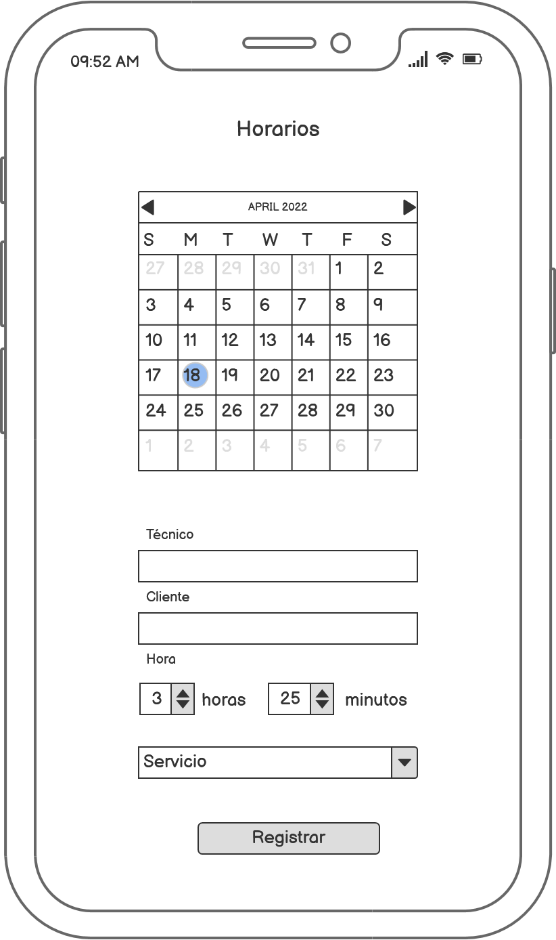 09:52 AM
Horarios
APRIL 2022
S M T W T F S
27 28 29 30 31 1 2
3 4 5 6 7 8 9
10 11 12 13 14 15 16
17 18 19 20 21 22 23
24 25 26 27 28 29 30
1 2 3 4 5 6 7
Técnico
Cliente
Hora
3 horas 25 minutos
Servicio
Registrar